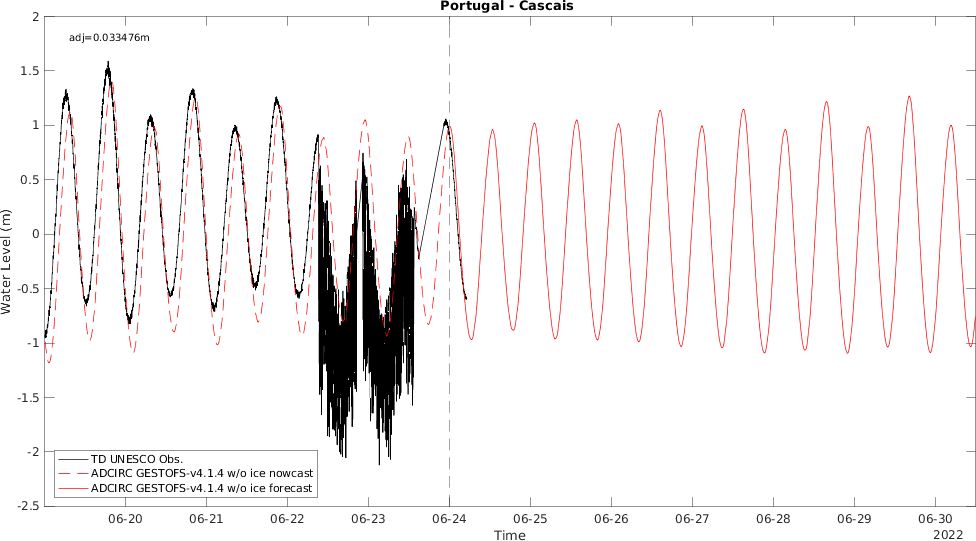 Portugal - Cascais
adj=0.033476m
Water Level (m)
2
1.5
1
0.5
0
-0.5
-1
-1.5
-2
-2.5
TD UNESCO Obs.
ADCIRC GESTOFS-v4.1.4 w/o ice nowcast
ADCIRC GESTOFS-v4.1.4 w/o ice forecast
06-20 06-21 06-22 06-23 06-24 06-25 06-26 06-27 06-28 06-29 06-30
Time
2022